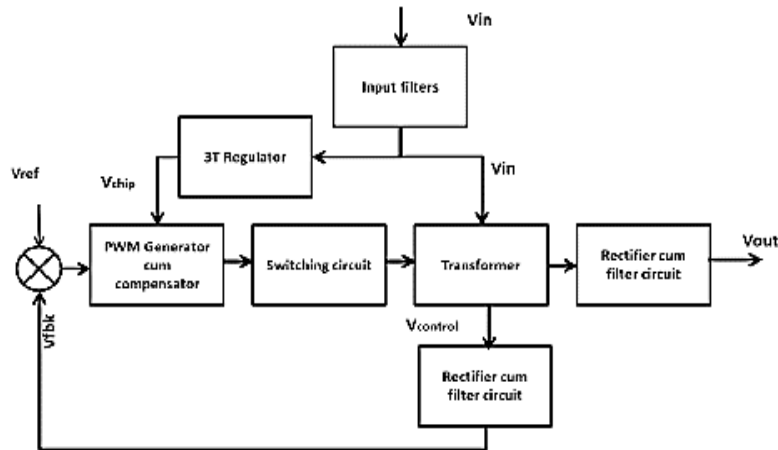 Vin
Input filters
3T Regulator
Vref
Vchip
Vin
PWM Generator
cum
compensator
Switching circuit
Transformer
Rectifier cum
filter circuit
Vout
Vfbk
Vcontrol
Rectifier cum
filter circuit